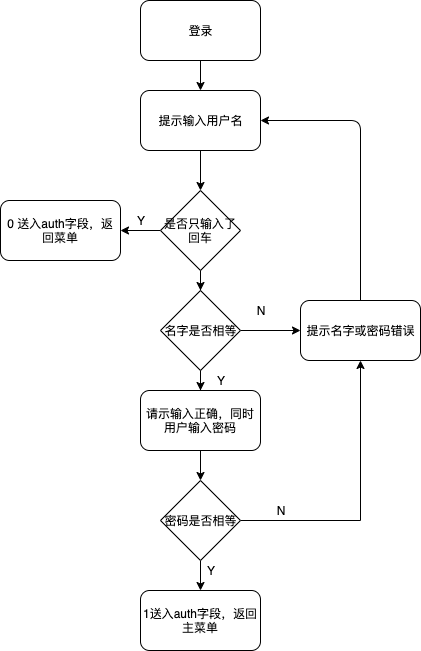 登录
提示输入用户名
是否只输入了
回车
Y
0 送入auth字段，返
回菜单
名字是否相等
N
提示名字或密码错误
Y
请示输入正确，同时
用户输入密码
密码是否相等
N
Y
1送入auth字段，返回
主菜单